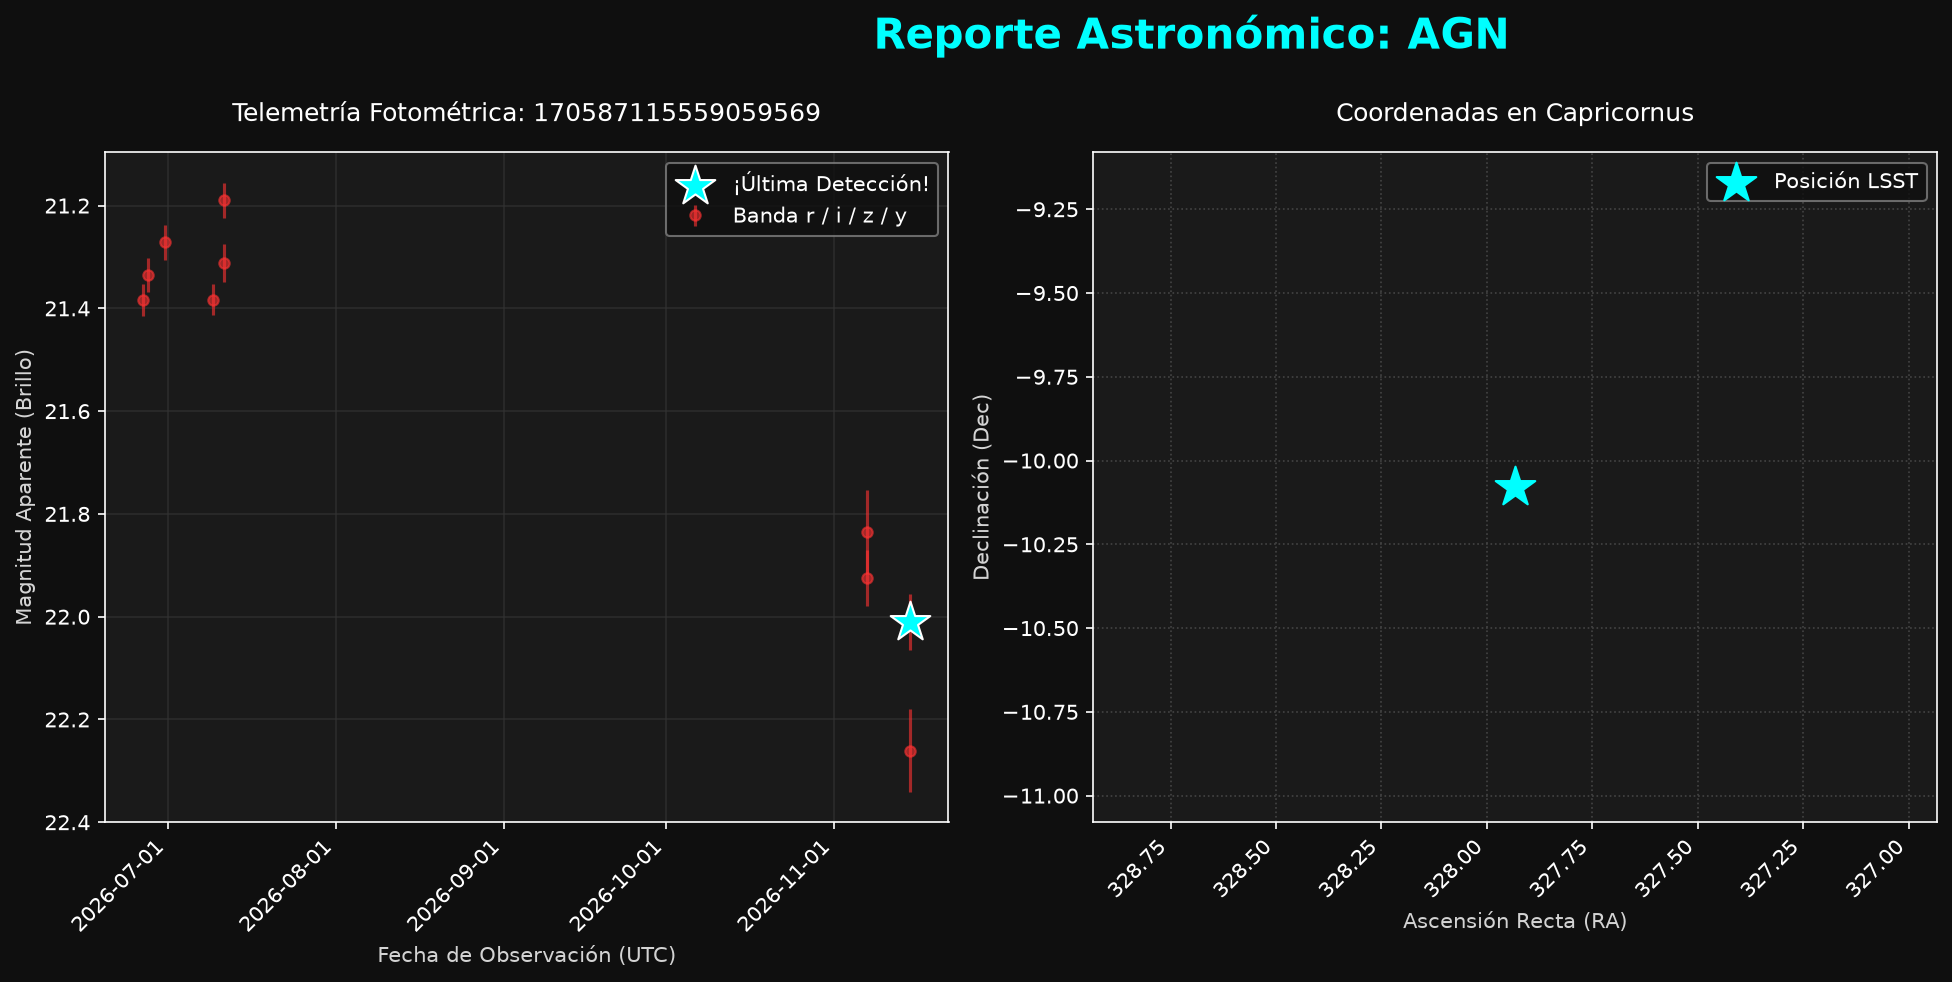 Reporte Astronómico: AGN
Telemetría Fotométrica: 170587115559059569
¡Última Detección!
Banda r / i / z / y
Magnitud Aparente (Brillo)
21.2
21.4
21.6
21.8
22.0
22.2
22.4
2026-07-01
2026-08-01
2026-09-01
2026-10-01
2026-11-01
Fecha de Observación (UTC)
Coordenadas en Capricornus
Posición LSST
Declinación (Dec)
−9.25
−9.50
−9.75
−10.00
−10.25
−10.50
−10.75
−11.00
328.75
328.50
328.25
328.00
327.75
327.50
327.25
327.00
Ascensión Recta (RA)